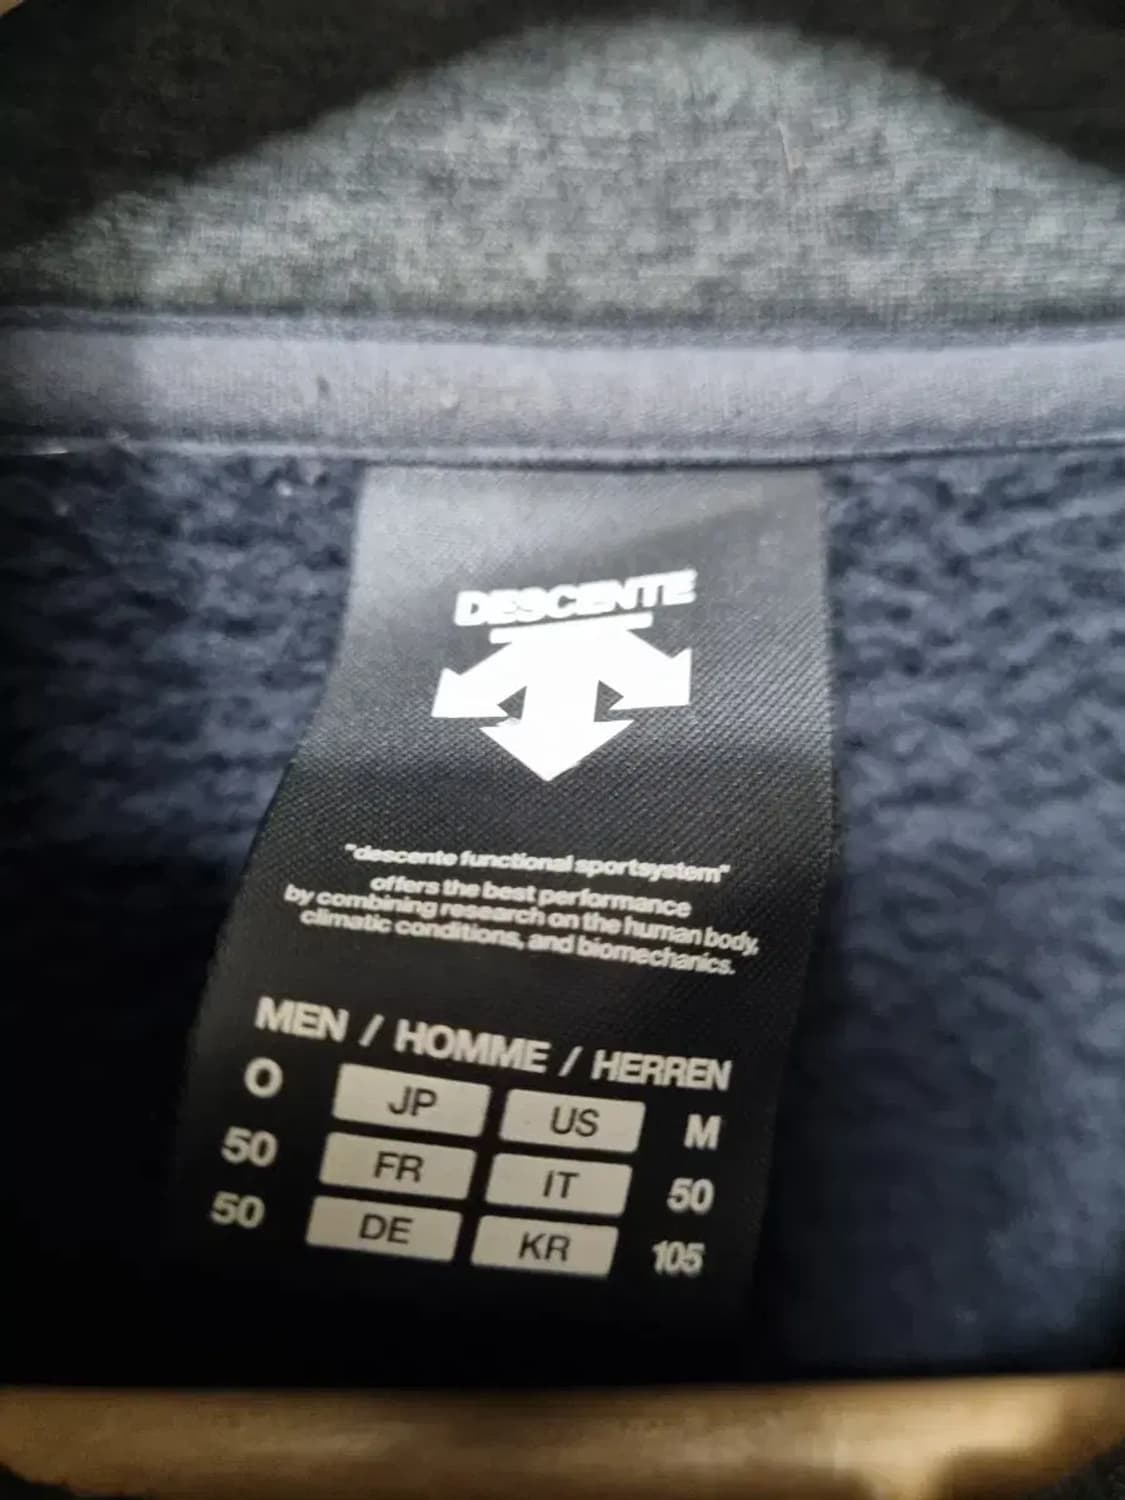 DESCENTE
"descente functional sportsystem"
offers the best performance
by combining research on the human body,
climatic conditions, and biomechanics.
MEN / HOMME / HERREN
O JP US M
50 FR IT 50
50 DE KR 105